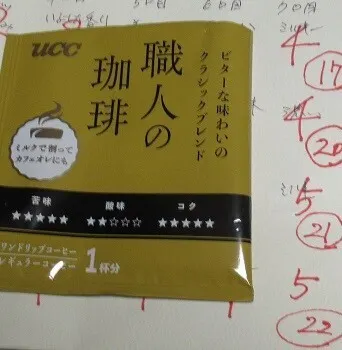 ucc
ビターな味わいの
クラシックブレンド
職人の
珈琲
ミルクで割って
カフェオレにも
苦味 酸味 コク
★★★★★ ★★☆☆☆ ★★★★★
ワンドリップコーヒー
レギュラーコーヒー
1杯分
4
17
4
20
5
21
5
22